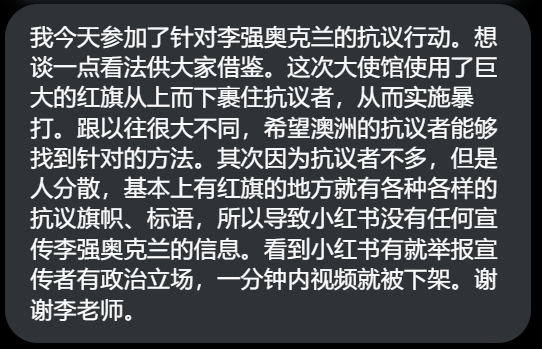 我今天参加了针对李强奥克兰的抗议行动。想
谈一点看法供大家借鉴。这次大使馆使用了巨
大的红旗从上而下裹住抗议者，从而实施暴
打。跟以往很大不同，希望澳洲的抗议者能够
找到针对的方法。其次因为抗议者不多，但是
人分散，基本上有红旗的地方就有各种各样的
抗议旗帜、标语，所以导致小红书没有任何宣
传李强奥克兰的信息。看到小红书有就举报宣
传者有政治立场，一分钟内视频就被下架。谢
谢李老师。